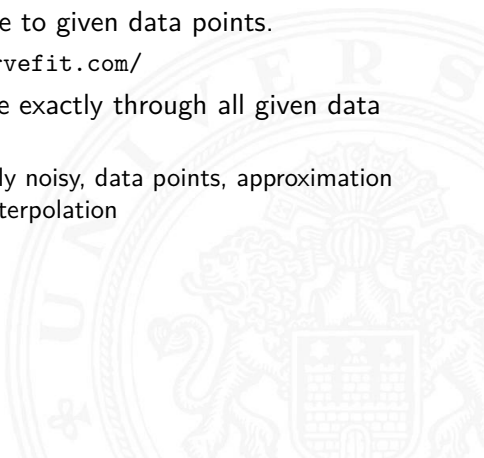 e to given data points.
rvefit.com/
e exactly through all given data
ly noisy, data points, approximation
terpolation
U N I V E R S